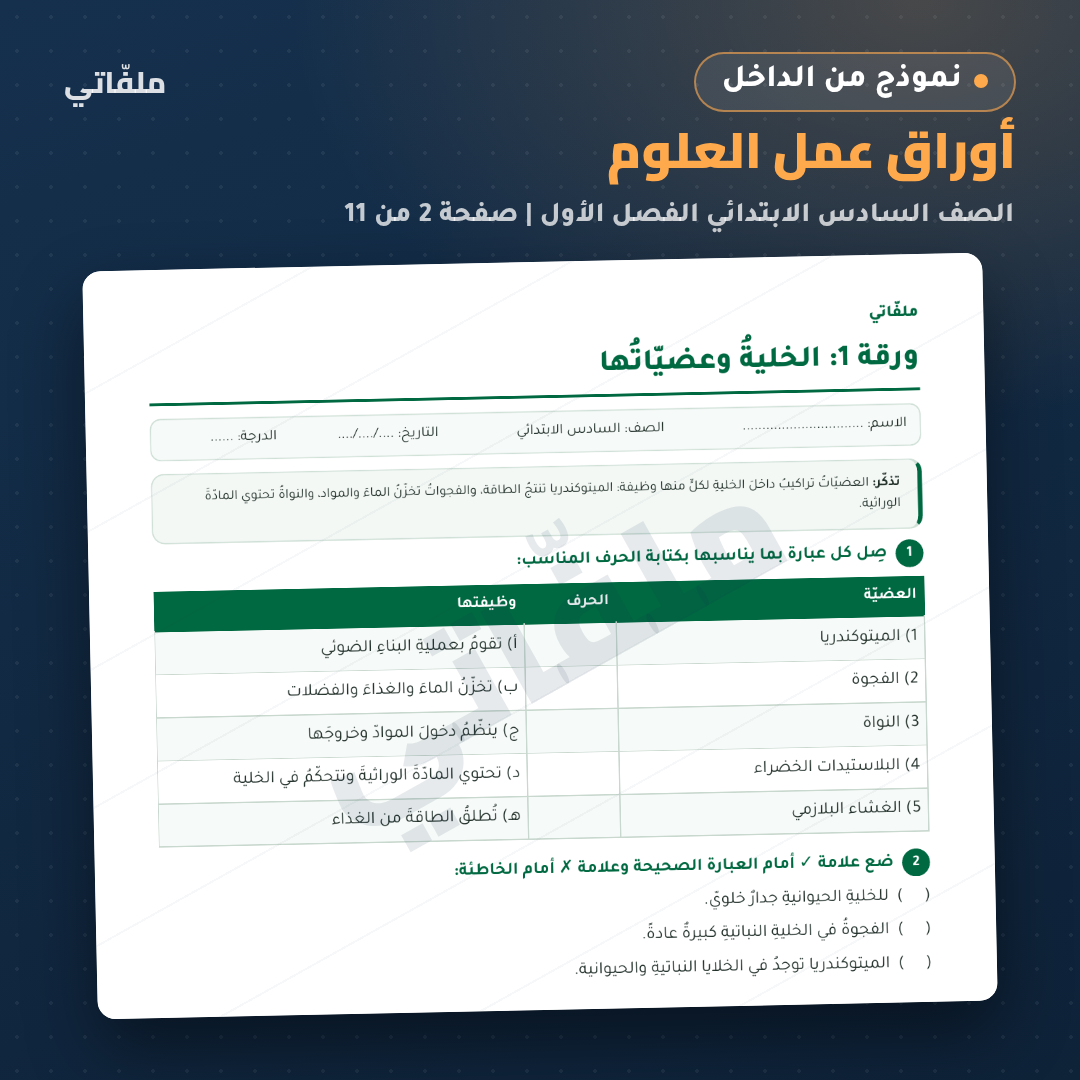 نموذج من الداخل
ملفّاتي
أوراق عمل العلوم
الصف السادس الابتدائي الفصل الأول | صفحة 2 من 11
ملفّاتي
ورقة 1: الخليةُ وعضيّاتُها
الاسم: ............................... الصف: السادس الابتدائي التاريخ: ..../..../.... الدرجة: ......
تذكّر: العضيّاتُ تراكيبُ داخلَ الخليةِ لكلٍّ منها وظيفة: الميتوكندريا تنتجُ الطاقة، والفجواتُ تخزّنُ الماءَ والمواد، والنواةُ تحتوي المادّةَ
الوراثية.
1 صِل كل عبارة بما يناسبها بكتابة الحرف المناسب:
العضيّة الحرف وظيفتها
1) الميتوكندريا أ) تقومُ بعمليةِ البناءِ الضوئي
2) الفجوة ب) تخزّنُ الماءَ والغذاءَ والفضلات
3) النواة ج) ينظّمُ دخولَ الموادّ وخروجَها
4) البلاستيدات الخضراء د) تحتوي المادّةَ الوراثيةَ وتتحكّمُ في الخلية
5) الغشاء البلازمي هـ) تُطلقُ الطاقةَ من الغذاء
ملفّاتي
2 ضع علامة ✓ أمام العبارة الصحيحة وعلامة ✗ أمام الخاطئة:
( ) للخليةِ الحيوانيةِ جدارٌ خلويّ.
( ) الفجوةُ في الخليةِ النباتيةِ كبيرةٌ عادةً.
( ) الميتوكندريا توجدُ في الخلايا النباتيةِ والحيوانية.